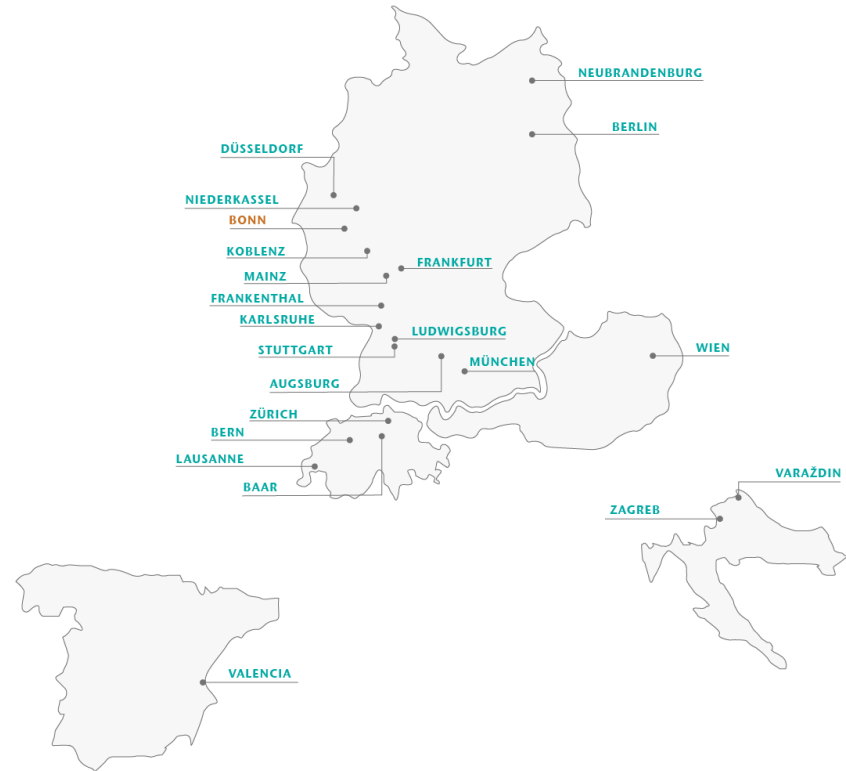 NEUBRANDENBURG
BERLIN
DÜSSELDORF
NIEDERKASSEL
BONN
KOBLENZ
FRANKFURT
MAINZ
FRANKENTHAL
KARLSRUHE
LUDWIGSBURG
STUTTGART
WIEN
MÜNCHEN
AUGSBURG
ZÜRICH
BERN
LAUSANNE
BAAR
VARAŽDIN
ZAGREB
VALENCIA